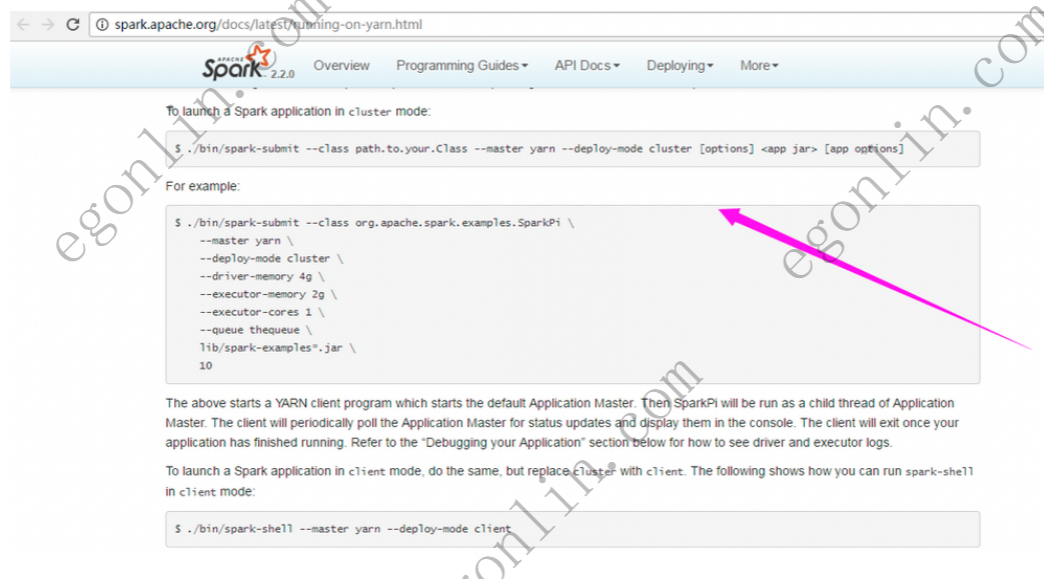 spark.apache.org/docs/latest/running-on-yarn.html
APACHE
Spark 2.2.0 Overview Programming Guides API Docs Deploying More
To launch a Spark application in cluster mode:
$ ./bin/spark-submit --class path.to.your.Class --master yarn --deploy-mode cluster [options] <app jar> [app options]
For example:
$ ./bin/spark-submit --class org.apache.spark.examples.SparkPi \
--master yarn \
--deploy-mode cluster \
--driver-memory 4g \
--executor-memory 2g \
--executor-cores 1 \
--queue thequeue \
lib/spark-examples*.jar \
10
The above starts a YARN client program which starts the default Application Master. Then SparkPi will be run as a child thread of Application
Master. The client will periodically poll the Application Master for status updates and display them in the console. The client will exit once your
application has finished running. Refer to the “Debugging your Application” section below for how to see driver and executor logs.
To launch a Spark application in client mode, do the same, but replace cluster with client. The following shows how you can run spark-shell
in client mode:
$ ./bin/spark-shell --master yarn --deploy-mode client
egonlin.com
egonlin.com
egonlin.com